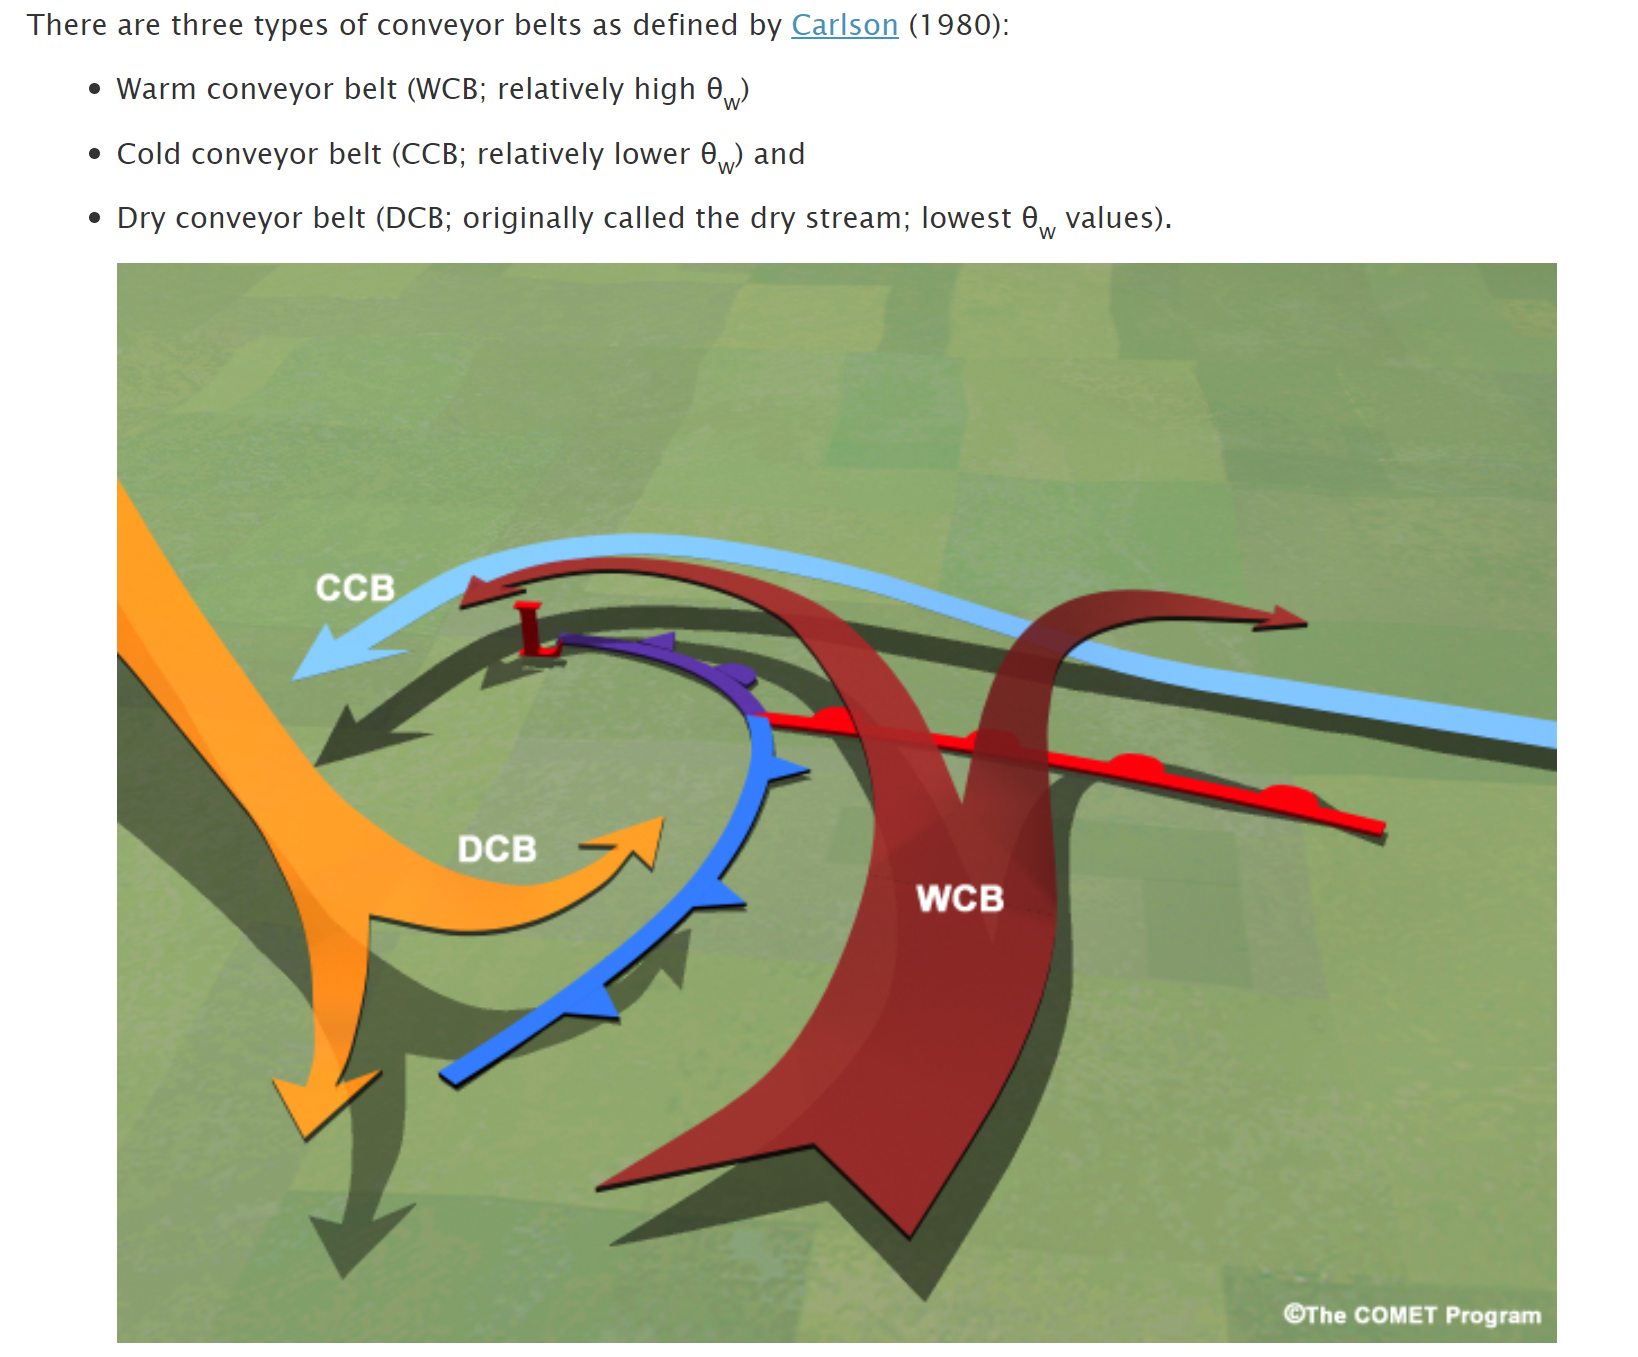 There are three types of conveyor belts as defined by Carlson (1980):
• Warm conveyor belt (WCB; relatively high θw)
• Cold conveyor belt (CCB; relatively lower θw) and
• Dry conveyor belt (DCB; originally called the dry stream; lowest θw values).
CCB
L
DCB
WCB
©The COMET Program